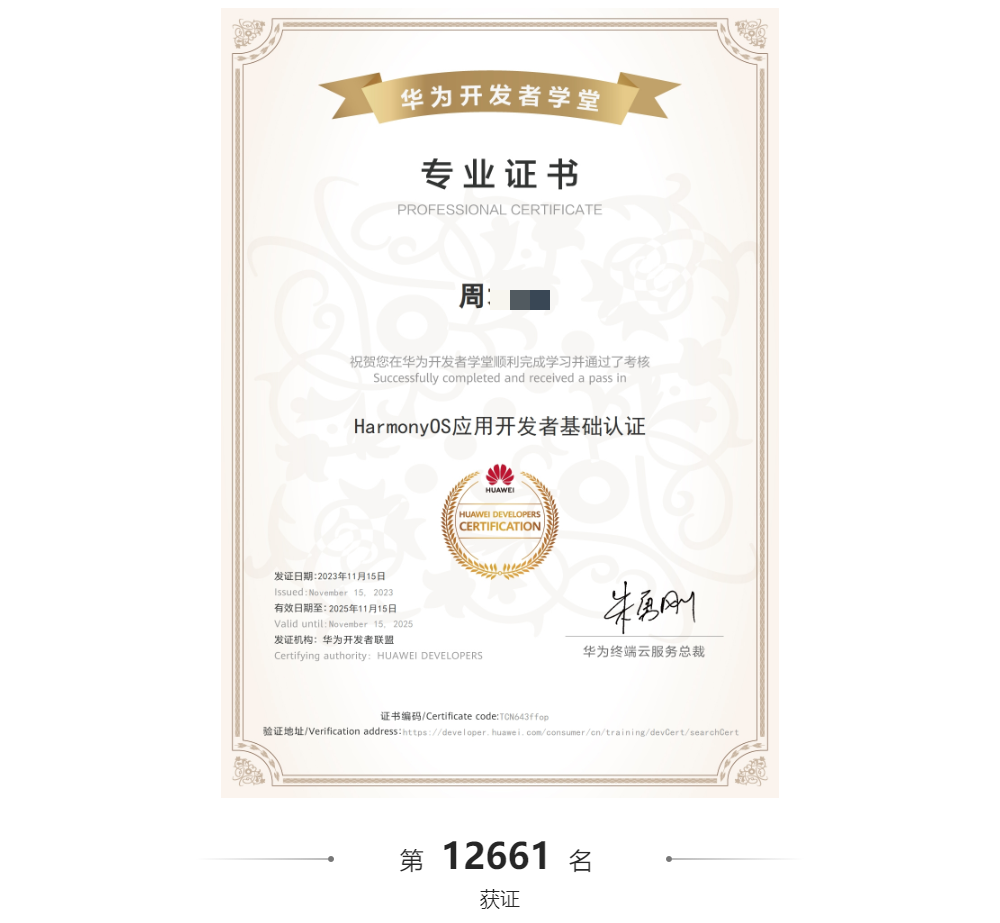 华为开发者学堂
专业证书
PROFESSIONAL CERTIFICATE
周
祝贺您在华为开发者学堂顺利完成学习并通过了考核
Successfully completed and received a pass in
HarmonyOS应用开发者基础认证
HUAWEI
HUAWEI DEVELOPERS
CERTIFICATION
发证日期:2023年11月15日
Issued:November 15, 2023
有效日期至:2025年11月15日
Valid until:November 15, 2025
发证机构: 华为开发者联盟
Certifying authority: HUAWEI DEVELOPERS
朱勇刚
华为终端云服务总裁
证书编码/Certificate code:TCN643ffop
验证地址/Verification address:https://developer.huawei.com/consumer/cn/training/devCert/searchCert
第 12661 名
获证